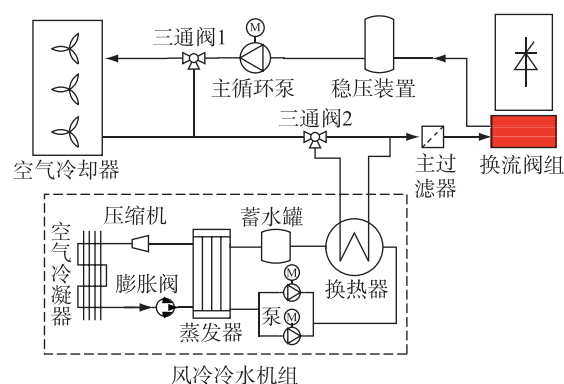 三通阀1
M
主循环泵
稳压装置
三通阀2
空气冷却器
主过
滤器
换流阀组
空气冷凝器
压缩机
膨胀阀
蒸发器
蓄水罐
换热器
M
泵
M
风冷冷水机组